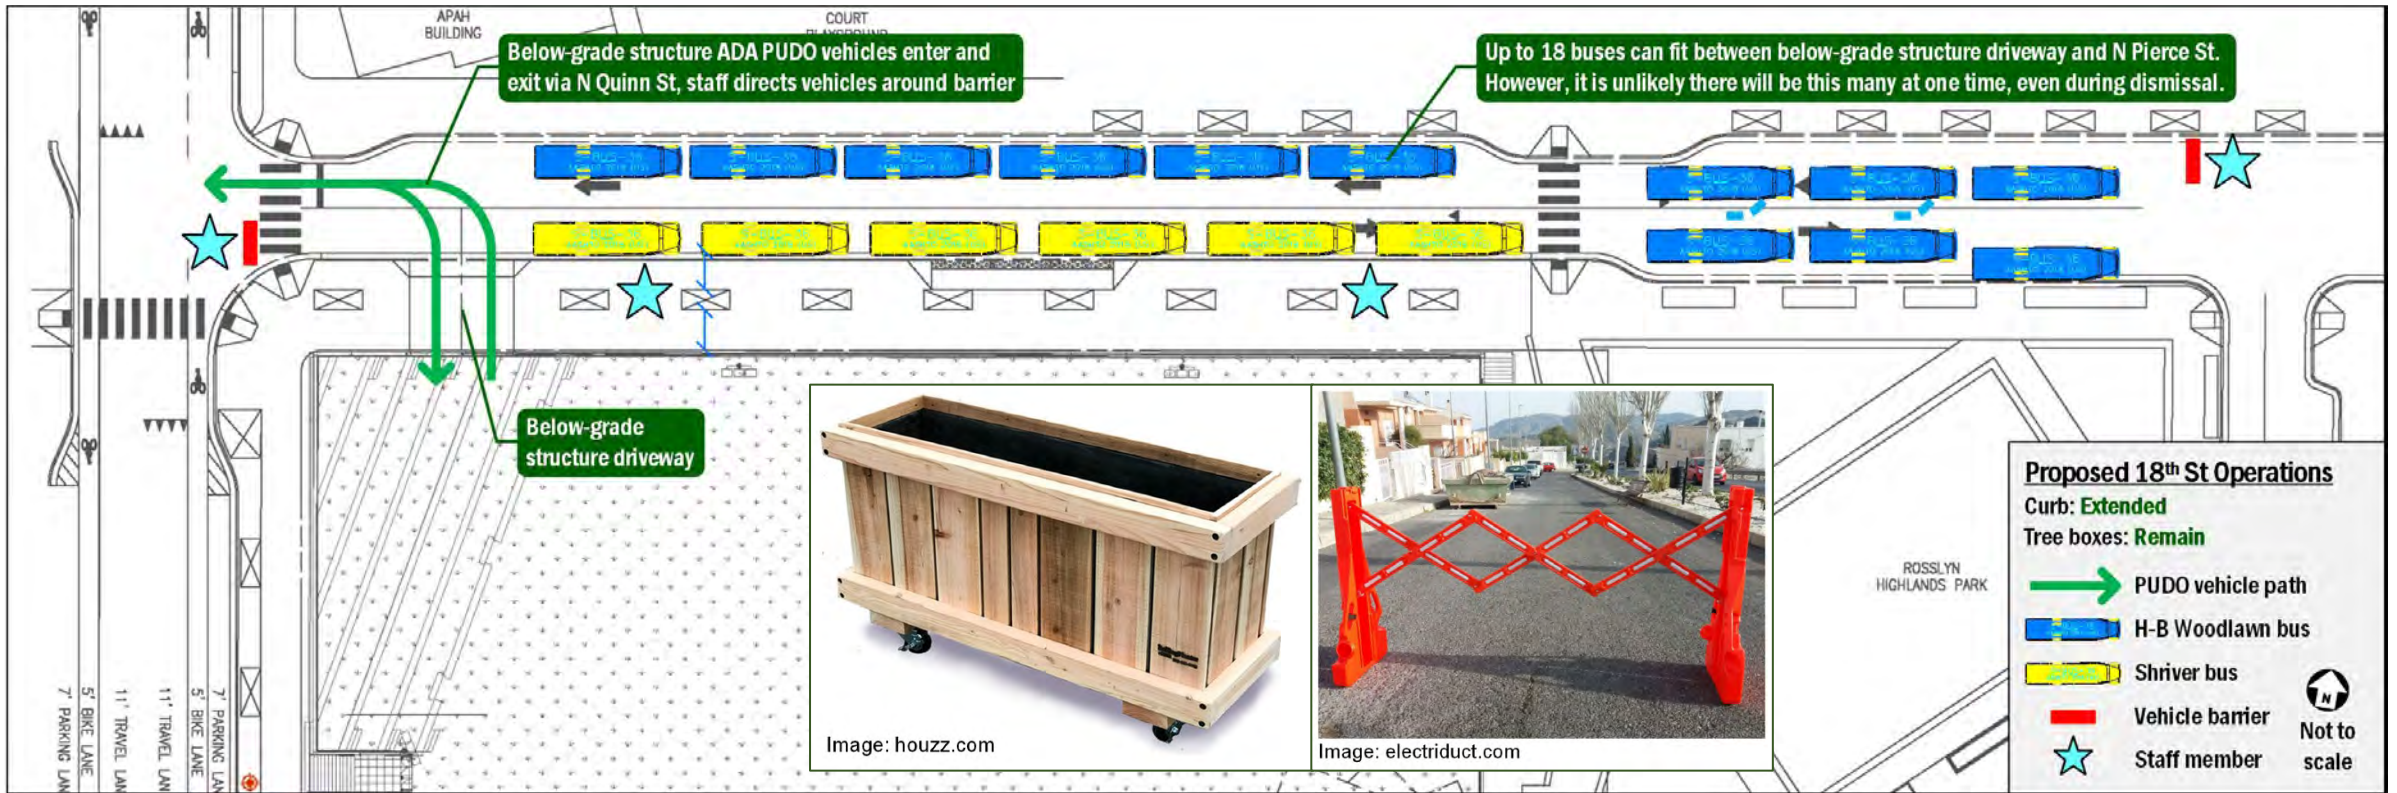 APAH
BUILDING
COURT
PLAYGROUND
Below-grade structure ADA PUDO vehicles enter and
exit via N Quinn St, staff directs vehicles around barrier
Up to 18 buses can fit between below-grade structure driveway and N Pierce St.
However, it is unlikely there will be this many at one time, even during dismissal.
Below-grade
structure driveway
7' PARKING LAN
5' BIKE LANE
11' TRAVEL LAN
11' TRAVEL LAN
5' BIKE LANE
7' PARKING LAN
Image: houzz.com
Image: electriduct.com
ROSSLYN
HIGHLANDS PARK
Proposed 18th St Operations
Curb: Extended
Tree boxes: Remain
PUDO vehicle path
H-B Woodlawn bus
Shriver bus
Vehicle barrier
Staff member
N
Not to
scale